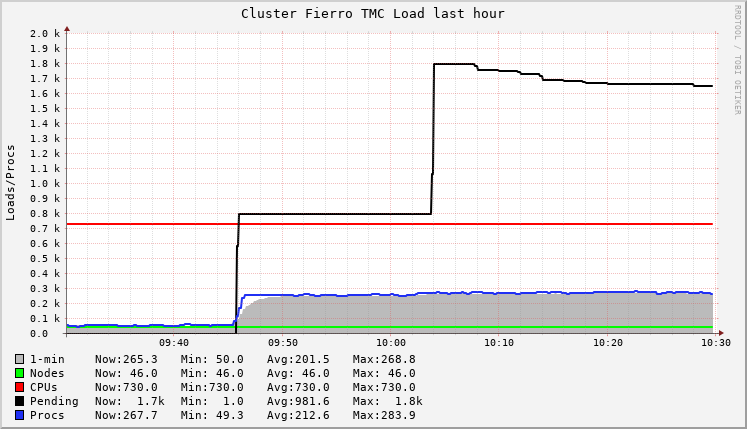 Cluster Fierro TMC Load last hour
RRDTOOL / TOBI OETIKER
Loads/Procs
2.0 k
1.9 k
1.8 k
1.7 k
1.6 k
1.5 k
1.4 k
1.3 k
1.2 k
1.1 k
1.0 k
0.9 k
0.8 k
0.7 k
0.6 k
0.5 k
0.4 k
0.3 k
0.2 k
0.1 k
0.0
09:40 09:50 10:00 10:10 10:20 10:30
1-min Now:265.3 Min: 50.0 Avg:201.5 Max:268.8
Nodes Now: 46.0 Min: 46.0 Avg: 46.0 Max: 46.0
CPUs Now:730.0 Min:730.0 Avg:730.0 Max:730.0
Pending Now: 1.7k Min: 1.0 Avg:981.6 Max: 1.8k
Procs Now:267.7 Min: 49.3 Avg:212.6 Max:283.9